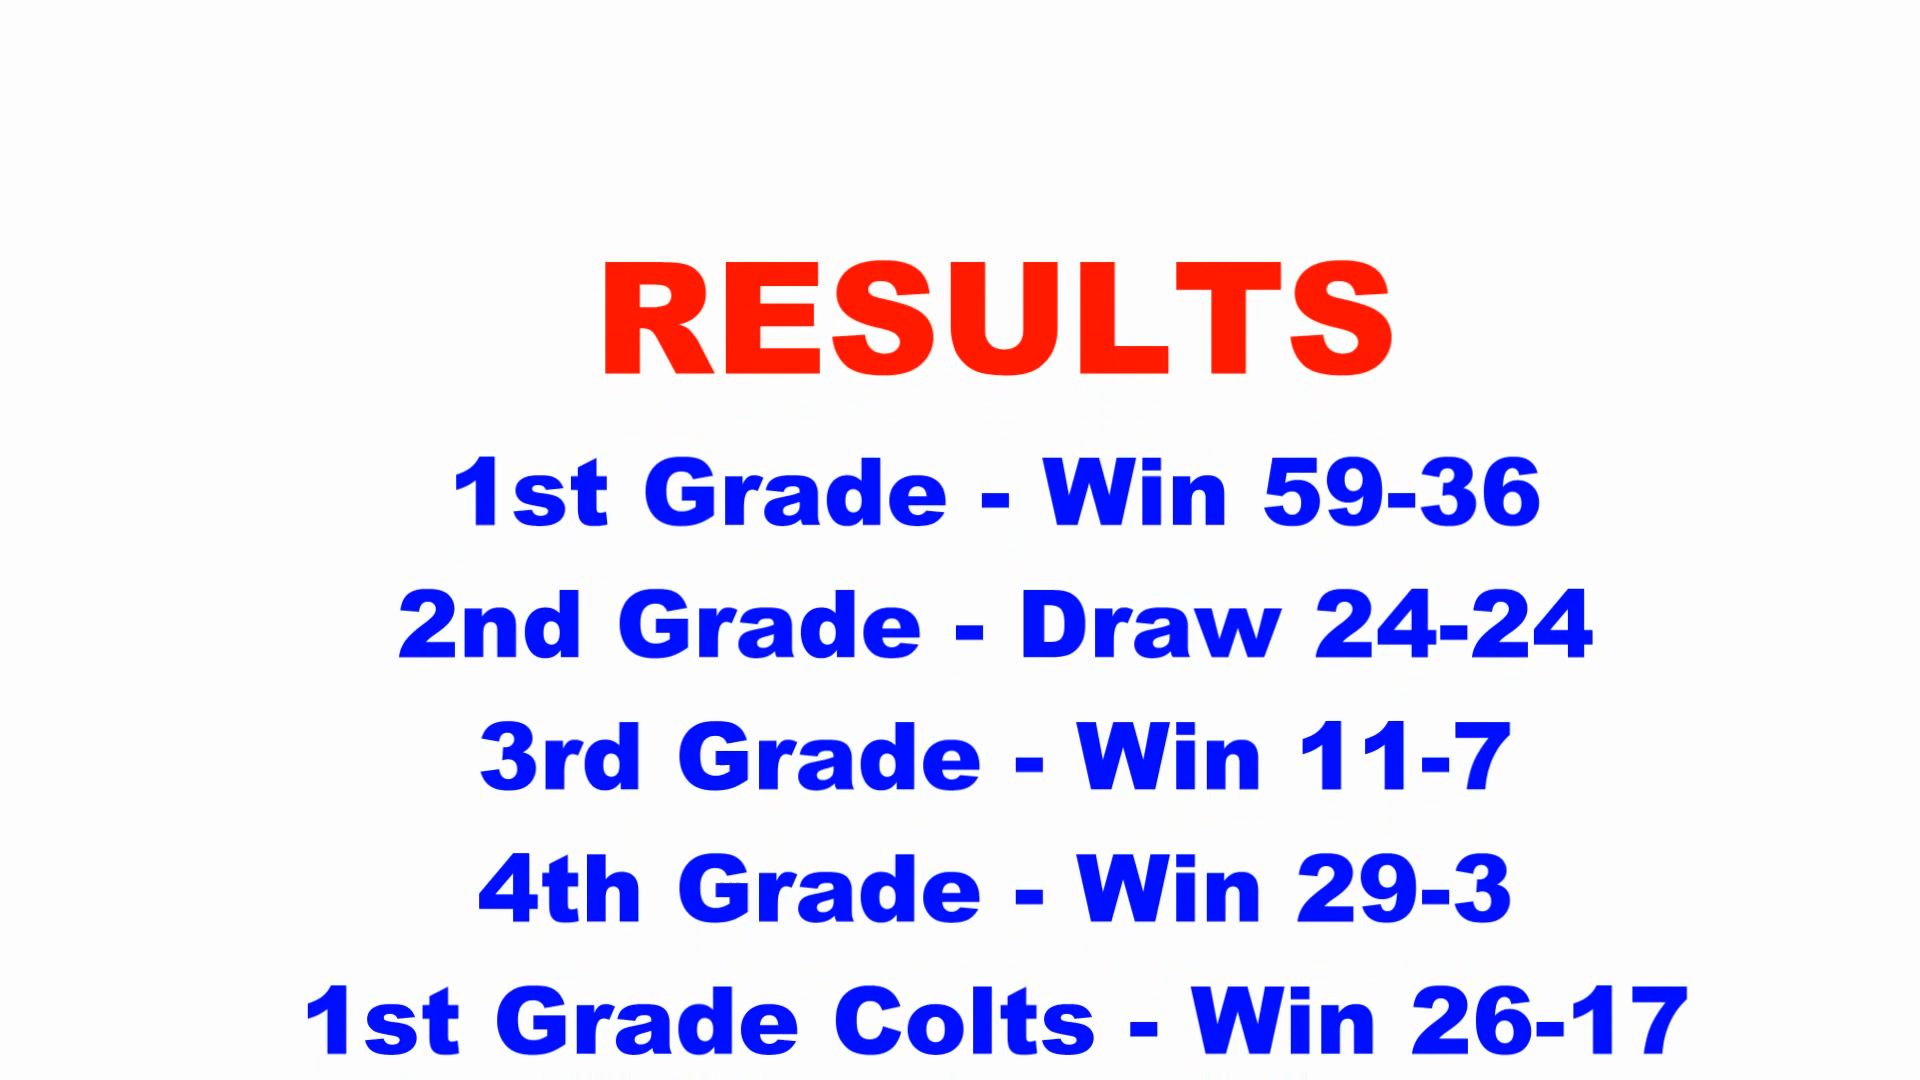 RESULTS
1st Grade - Win 59-36
2nd Grade - Draw 24-24
3rd Grade - Win 11-7
4th Grade - Win 29-3
1st Grade Colts - Win 26-17